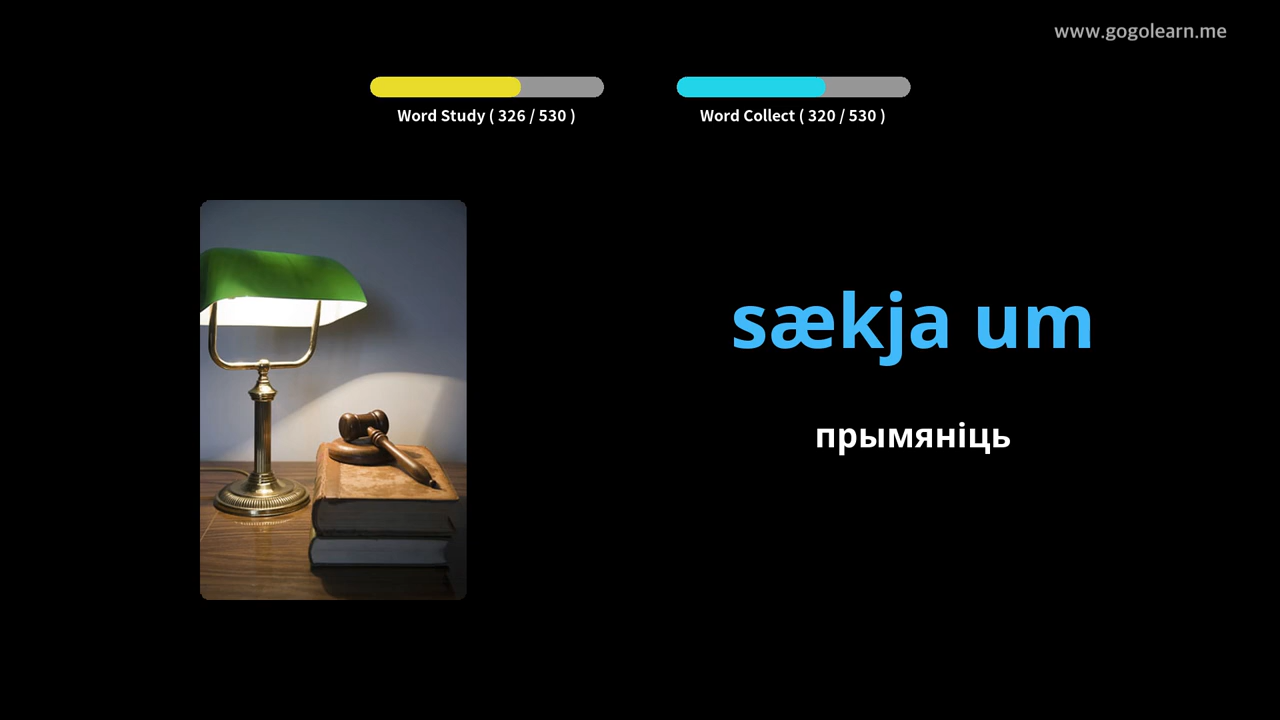 www.gogolearn.me
Word Study ( 326 / 530 )
Word Collect ( 320 / 530 )
sækja um
прымяніць